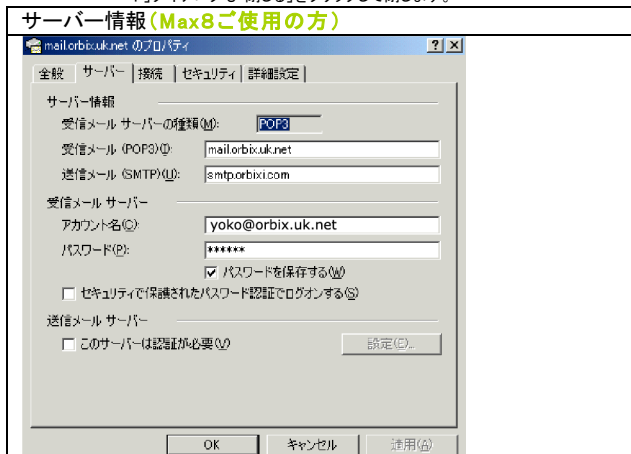 サーバー情報(Max8ご使用の方)
mail.orbix.uk.net のプロパティ
全般 サーバー 接続 セキュリティ 詳細設定
サーバー情報
受信メール サーバーの種類(M): POP3
受信メール (POP3)(I): mail.orbix.uk.net
送信メール (SMTP)(U): smtp.orbixi.com
受信メール サーバー
アカウント名(C): yoko@orbix.uk.net
パスワード(P): ******
パスワードを保存する(W)
セキュリティで保護されたパスワード認証でログオンする(S)
送信メール サーバー
このサーバーは認証が必要(V) 設定(E)...
OK キャンセル 適用(A)